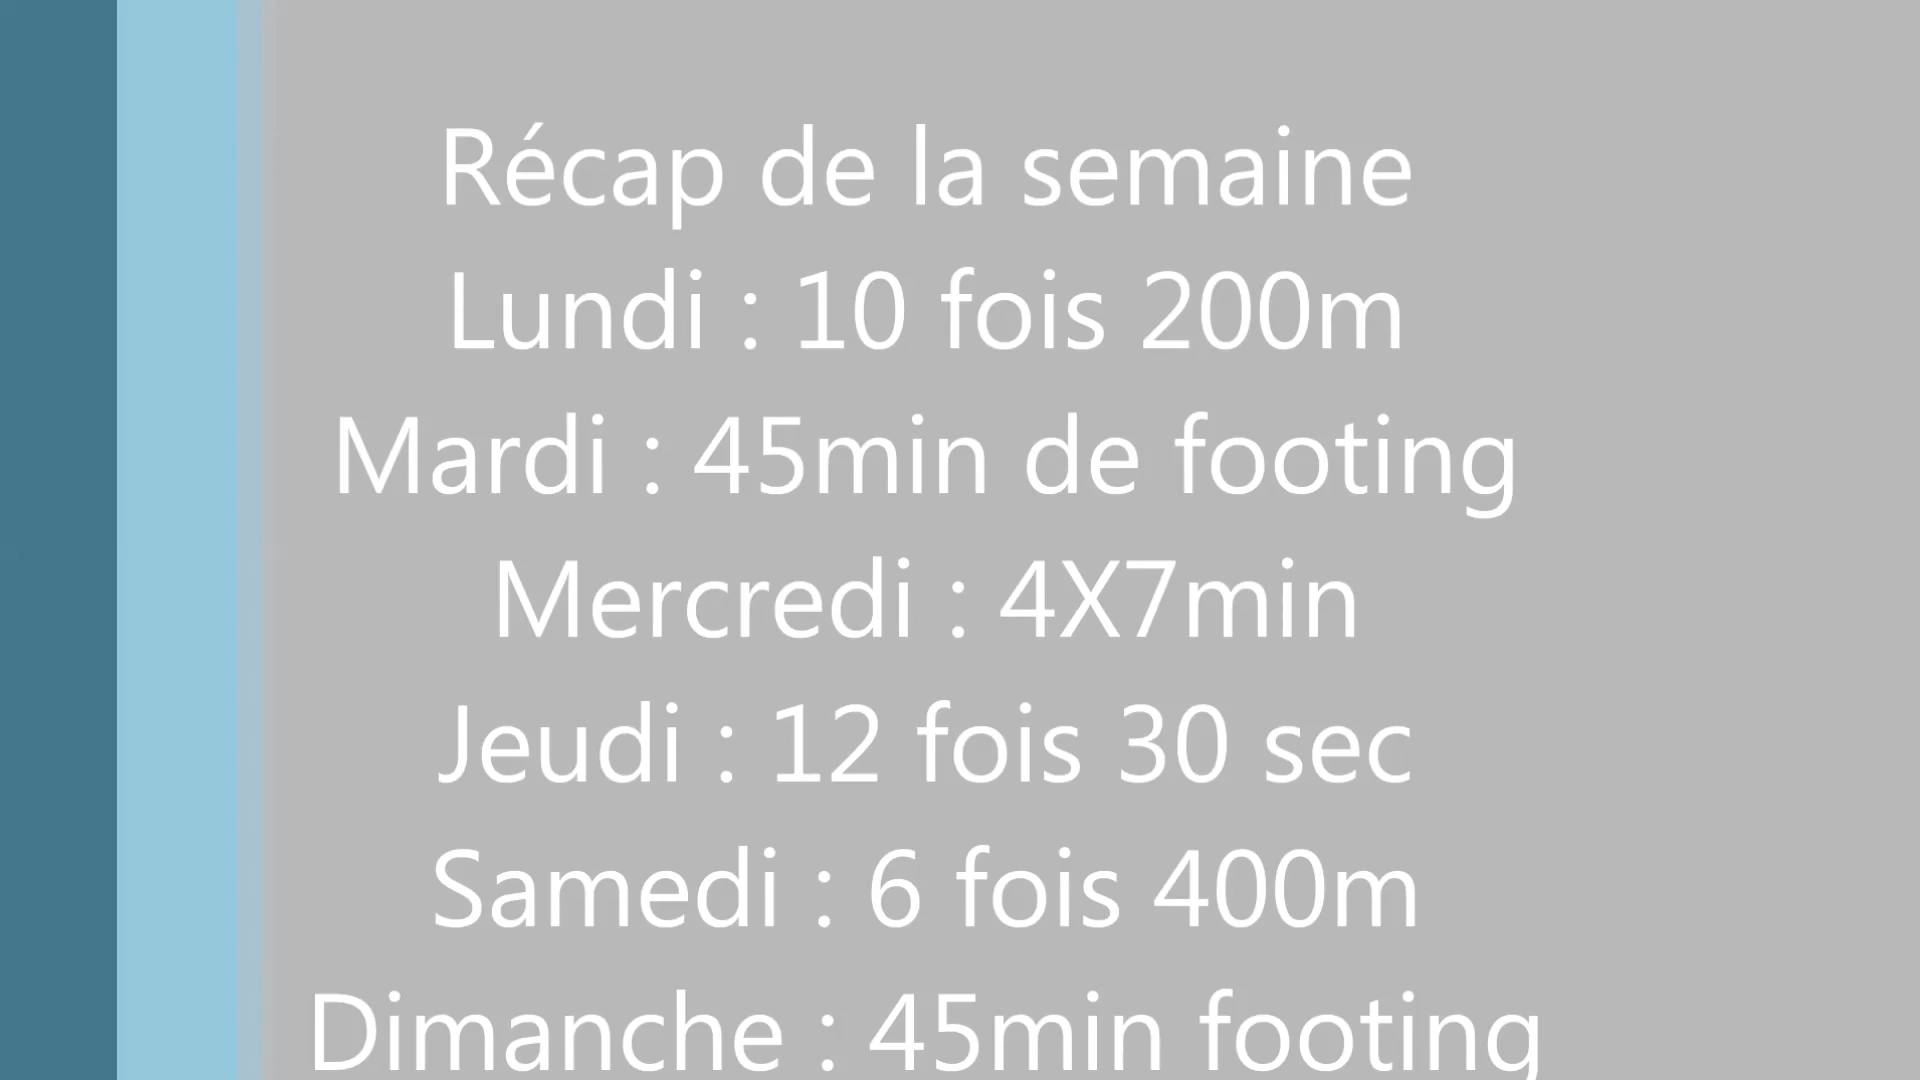 Récap de la semaine
Lundi : 10 fois 200m
Mardi : 45min de footing
Mercredi : 4X7min
Jeudi : 12 fois 30 sec
Samedi : 6 fois 400m
Dimanche : 45min footing